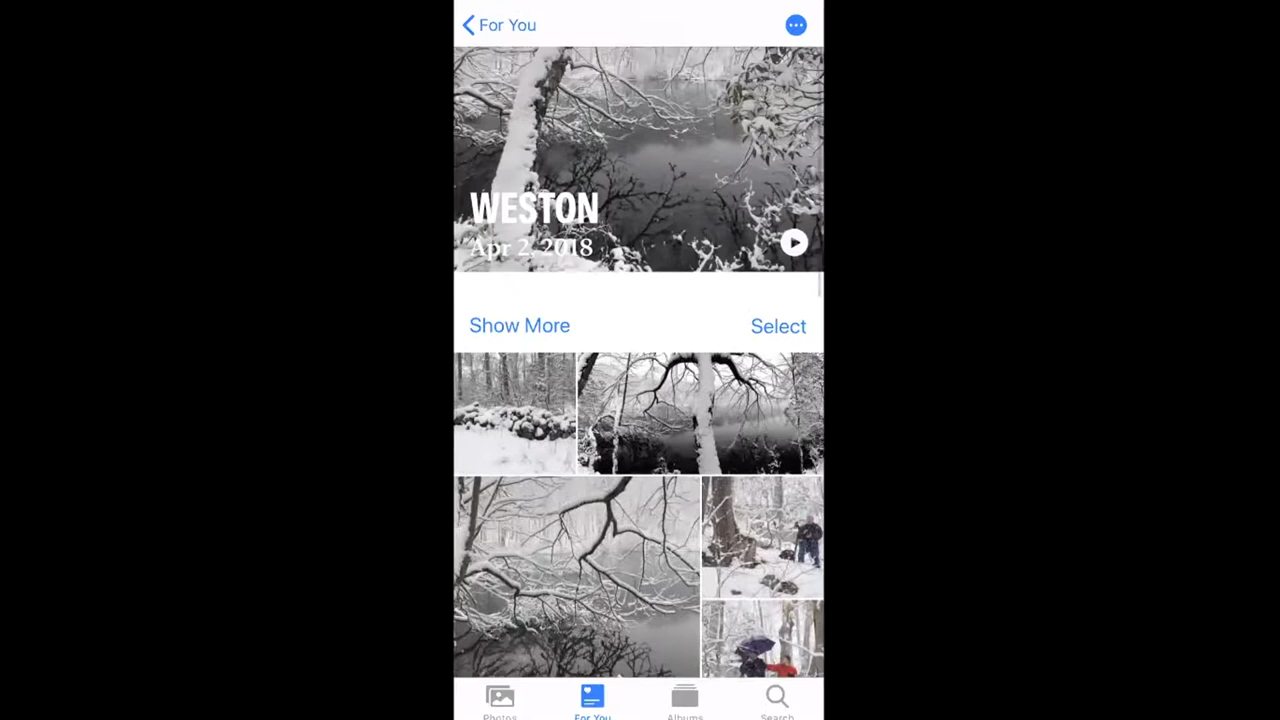 For You
WESTON
Apr 2, 2018
Show More
Select
Photos
For You
Albums
Search